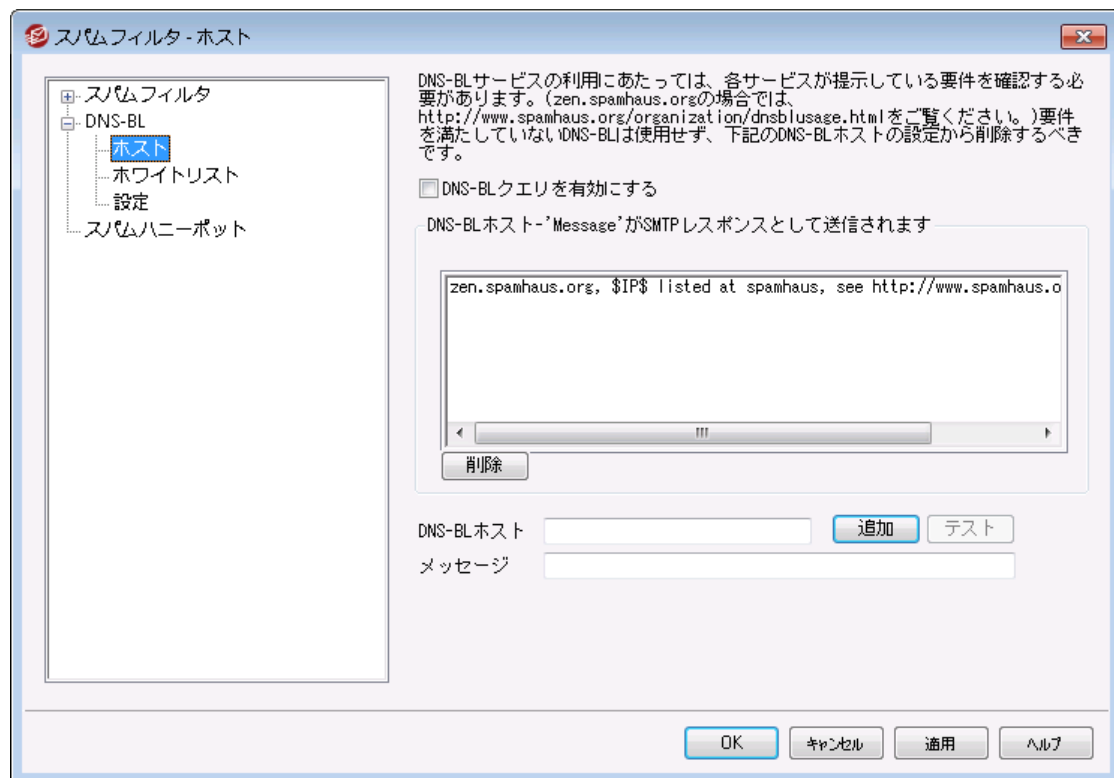 スパムフィルタ - ホスト
スパムフィルタ
DNS-BL
ホスト
ホワイトリスト
設定
スパムハニーポット
DNS-BLサービスの利用にあたっては、各サービスが提示している要件を確認する必
要があります。(zen.spamhaus.orgの場合では、
http://www.spamhaus.org/organization/dnsblusage.htmlをご覧ください。)要件
を満たしていないDNS-BLは使用せず、下記のDNS-BLホストの設定から削除するべき
です。
DNS-BLクエリを有効にする
DNS-BLホスト-'Message'がSMTPレスポンスとして送信されます
zen.spamhaus.org, $IP$ listed at spamhaus, see http://www.spamhaus.o
削除
DNS-BLホスト 追加 テスト
メッセージ
OK キャンセル 適用 ヘルプ